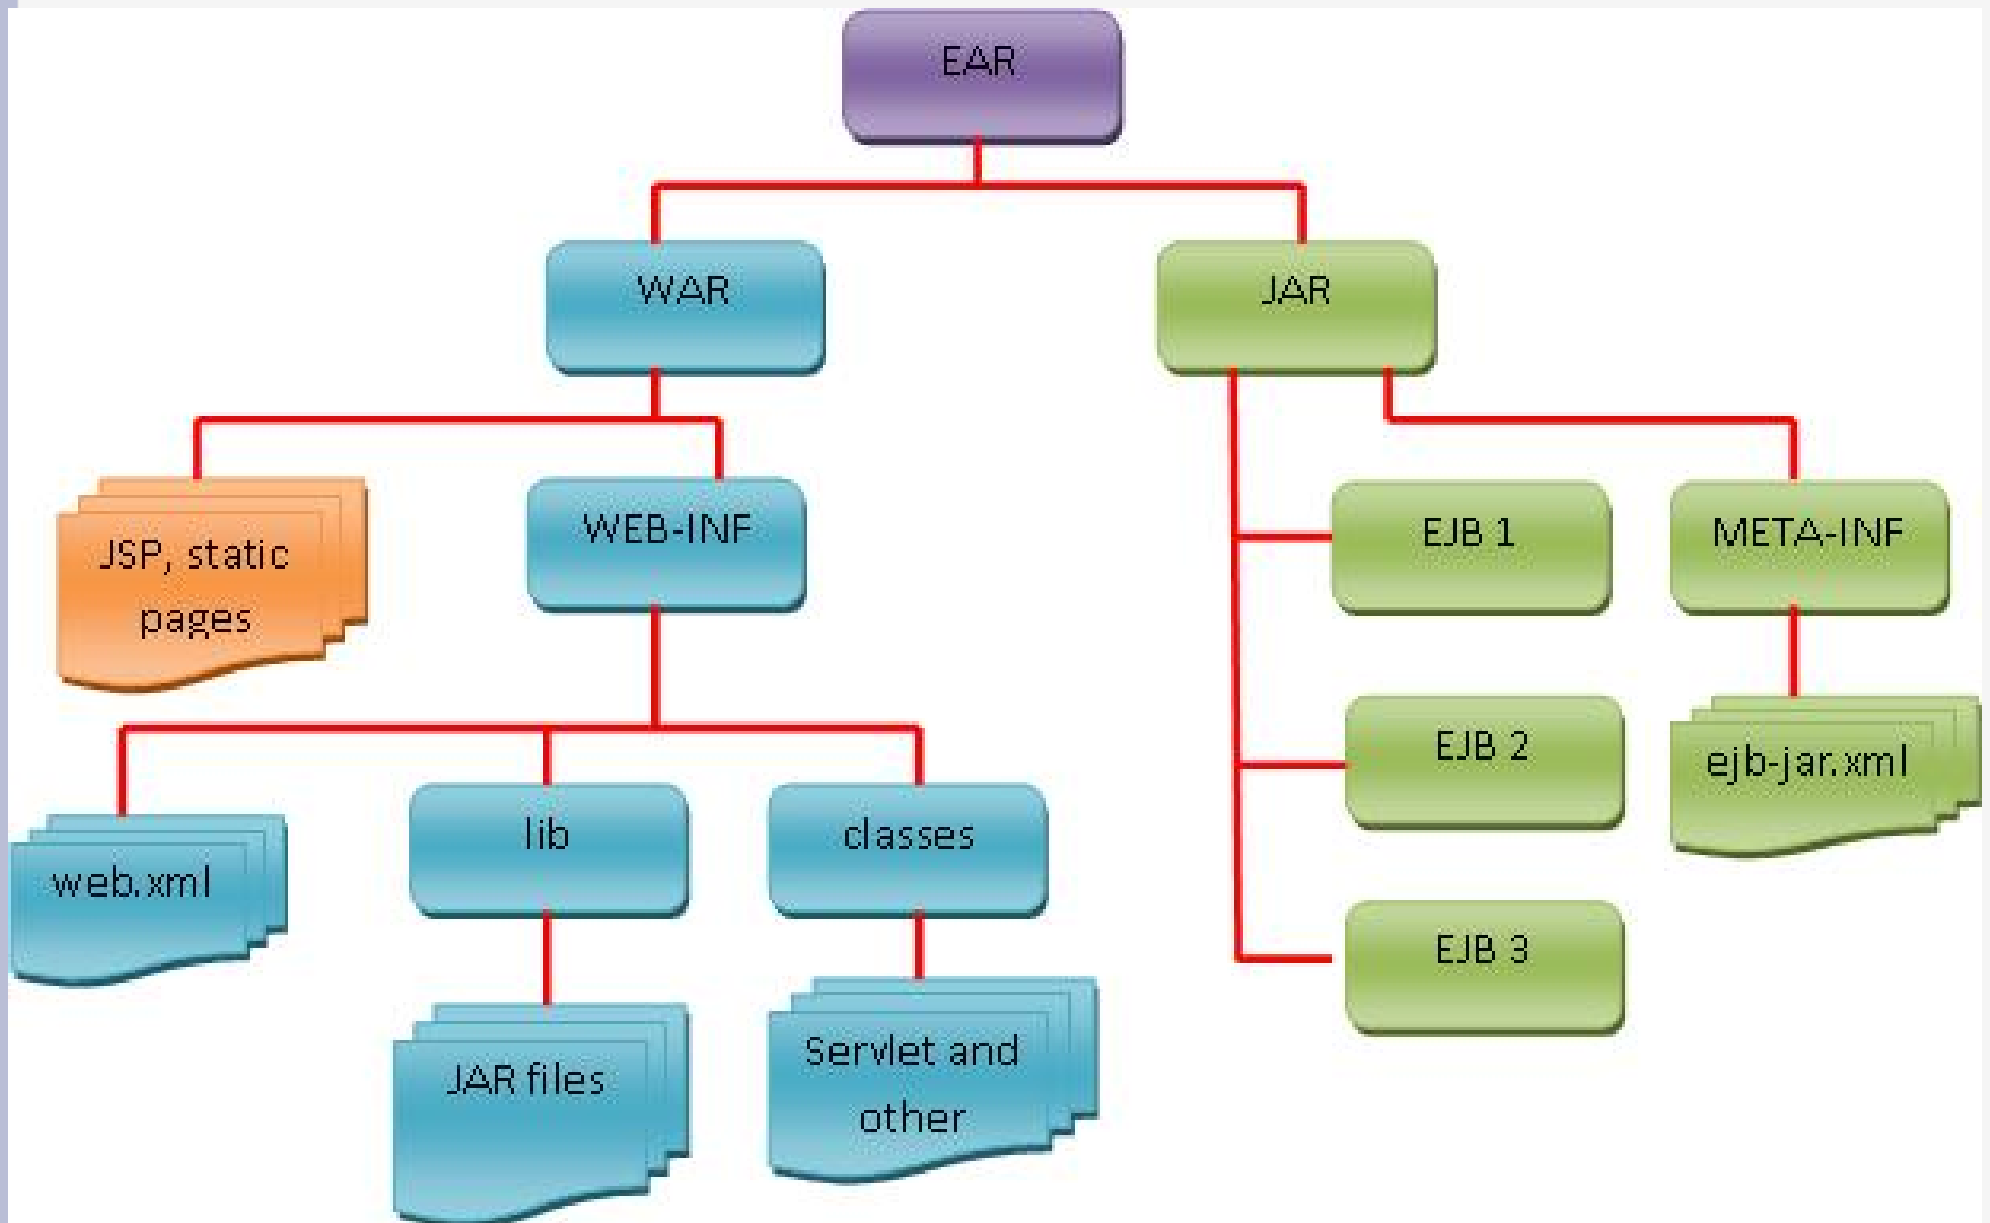 EAR
WAR
JAR
JSP, static
pages
WEB-INF
EJB 1
META-INF
EJB 2
ejb-jar.xml
web.xml
lib
classes
EJB 3
JAR files
Servlet and
other